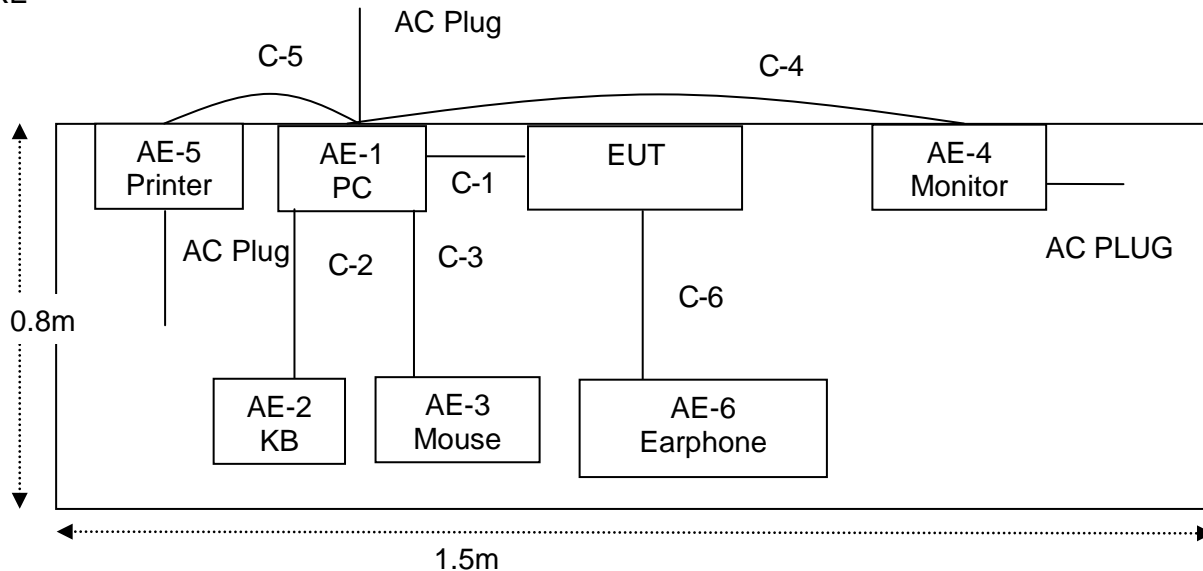 AC Plug
C-5
C-4
AE-5
Printer
AE-1
PC
C-1
EUT
AE-4
Monitor
AC Plug
C-2
C-3
AC PLUG
C-6
0.8m
AE-2
KB
AE-3
Mouse
AE-6
Earphone
1.5m